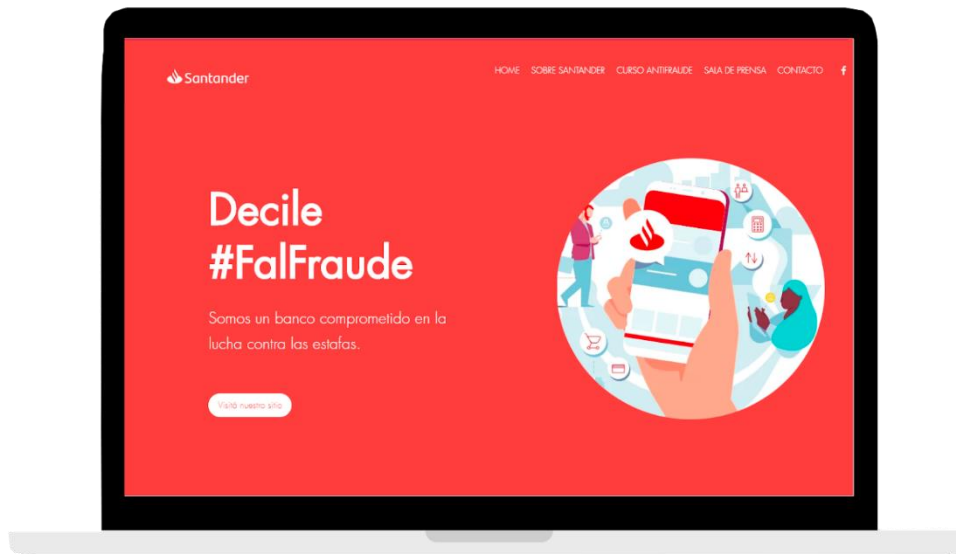 Santander
HOME SOBRE SANTANDER CURSO ANTIFRAUDE SALA DE PRENSA CONTACTO f
Decile
#FalFraude
Somos un banco comprometido en la
lucha contra las estafas.
Visitá nuestro sitio